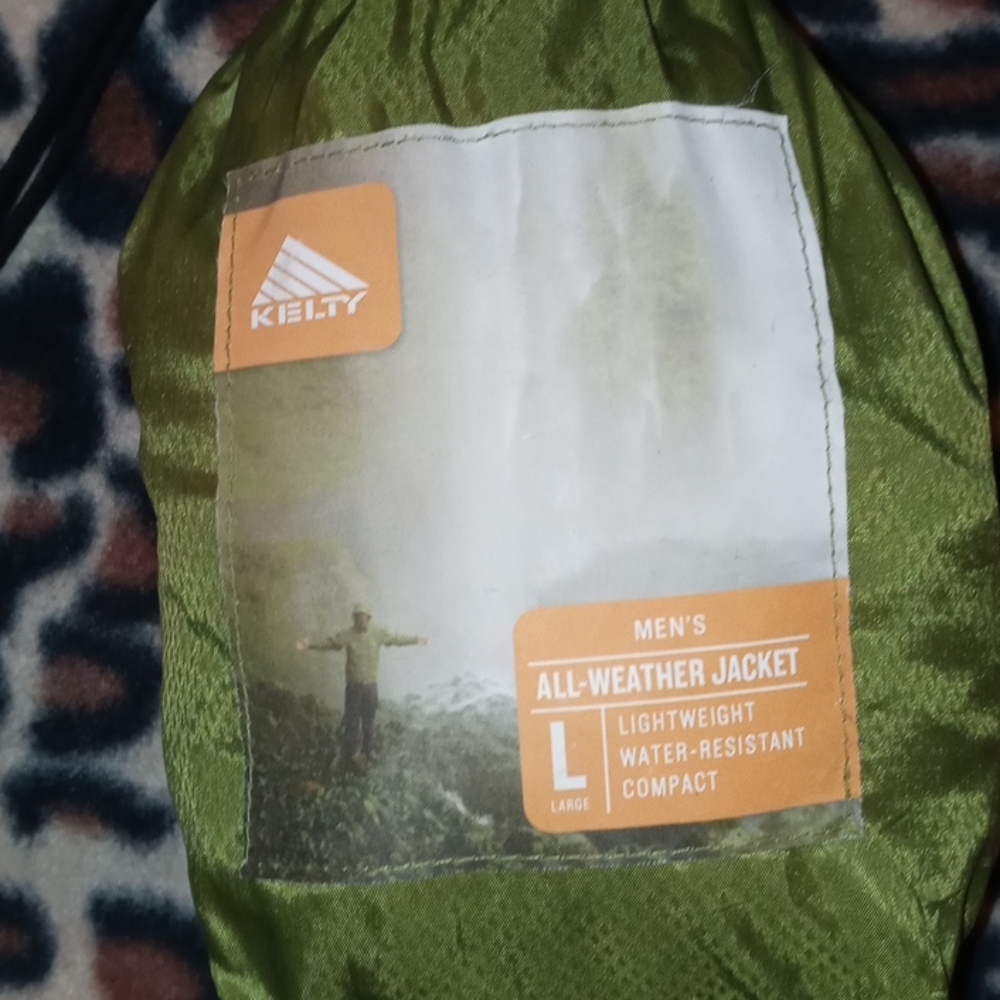 KELTY
MEN'S
ALL-WEATHER JACKET
L
LARGE
LIGHTWEIGHT
WATER-RESISTANT
COMPACT